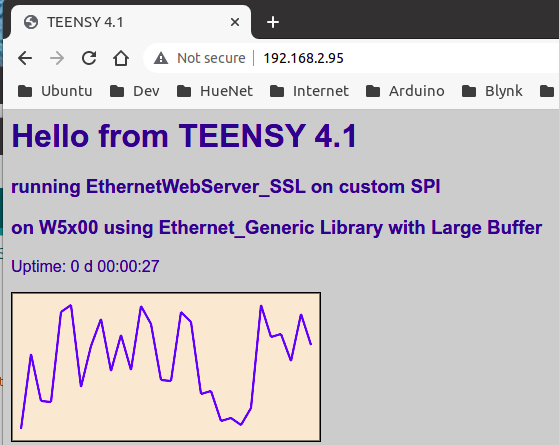 TEENSY 4.1
Not secure 192.168.2.95
Ubuntu Dev HueNet Internet Arduino Blynk
Hello from TEENSY 4.1
running EthernetWebServer_SSL on custom SPI
on W5x00 using Ethernet_Generic Library with Large Buffer
Uptime: 0 d 00:00:27